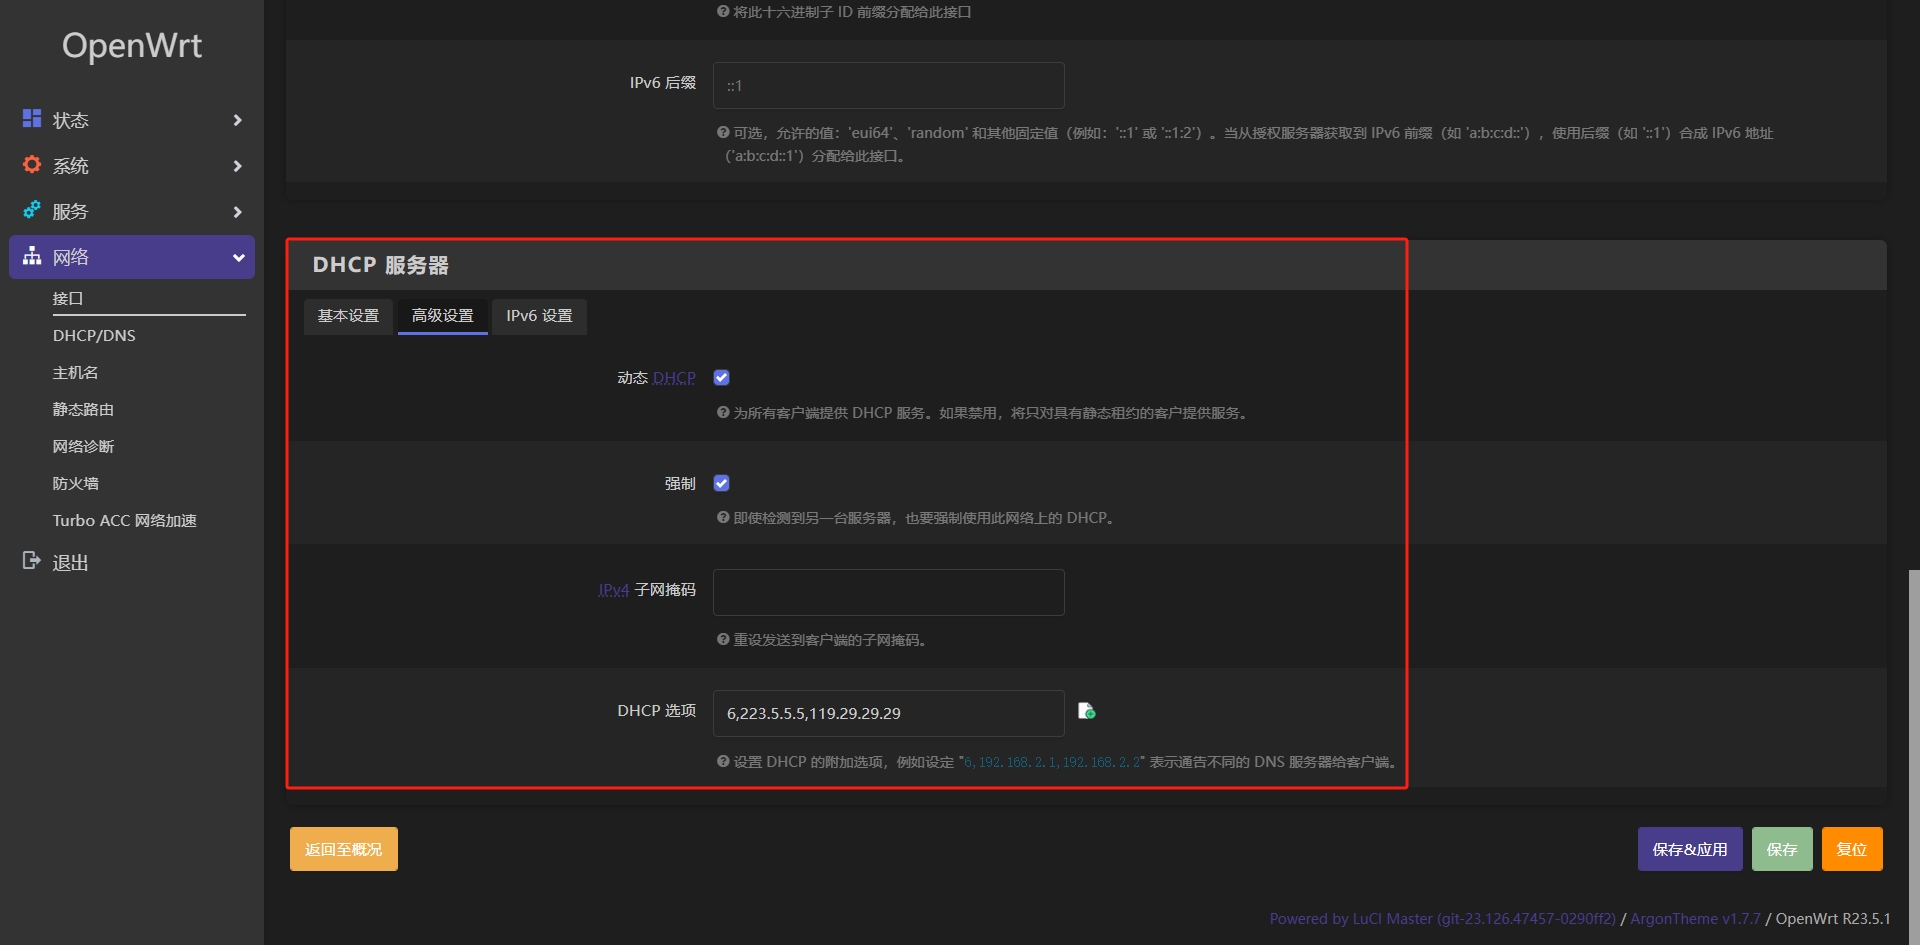 OpenWrt
状态
系统
服务
网络
接口
DHCP/DNS
主机名
静态路由
网络诊断
防火墙
Turbo ACC 网络加速
退出
将此十六进制子 ID 前缀分配给此接口
IPv6 后缀
::1
可选，允许的值：'eui64'、'random' 和其他固定值（例如：'::1' 或 '::1:2'）。当从授权服务器获取到 IPv6 前缀（如 'a:b:c:d::'），使用后缀（如 '::1'）合成 IPv6 地址
（'a:b:c:d::1'）分配给此接口。
DHCP 服务器
基本设置 高级设置 IPv6 设置
动态 DHCP
为所有客户端提供 DHCP 服务。如果禁用，将只对具有静态租约的客户提供服务。
强制
即使检测到另一台服务器，也要强制使用此网络上的 DHCP。
IPv4 子网掩码
重设发送到客户端的子网掩码。
DHCP 选项
6,223.5.5.5,119.29.29.29
设置 DHCP 的附加选项，例如设定 "6,192.168.2.1,192.168.2.2" 表示通告不同的 DNS 服务器给客户端。
返回至概况
保存&应用 保存 复位
Powered by LuCI Master (git-23.126.47457-0290ff2) / ArgonTheme v1.7.7 / OpenWrt R23.5.1